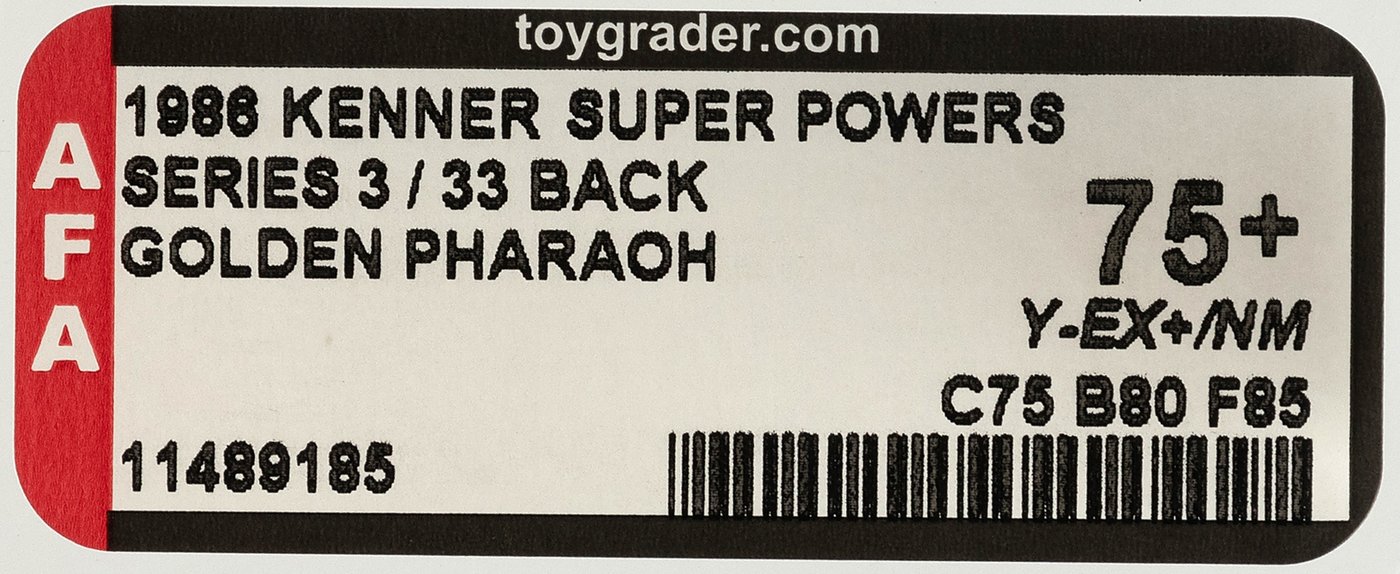 toygrader.com
AFA
1986 KENNER SUPER POWERS
SERIES 3 / 33 BACK
GOLDEN PHARAOH
75+
Y-EX+/NM
C75 B80 F85
11489185